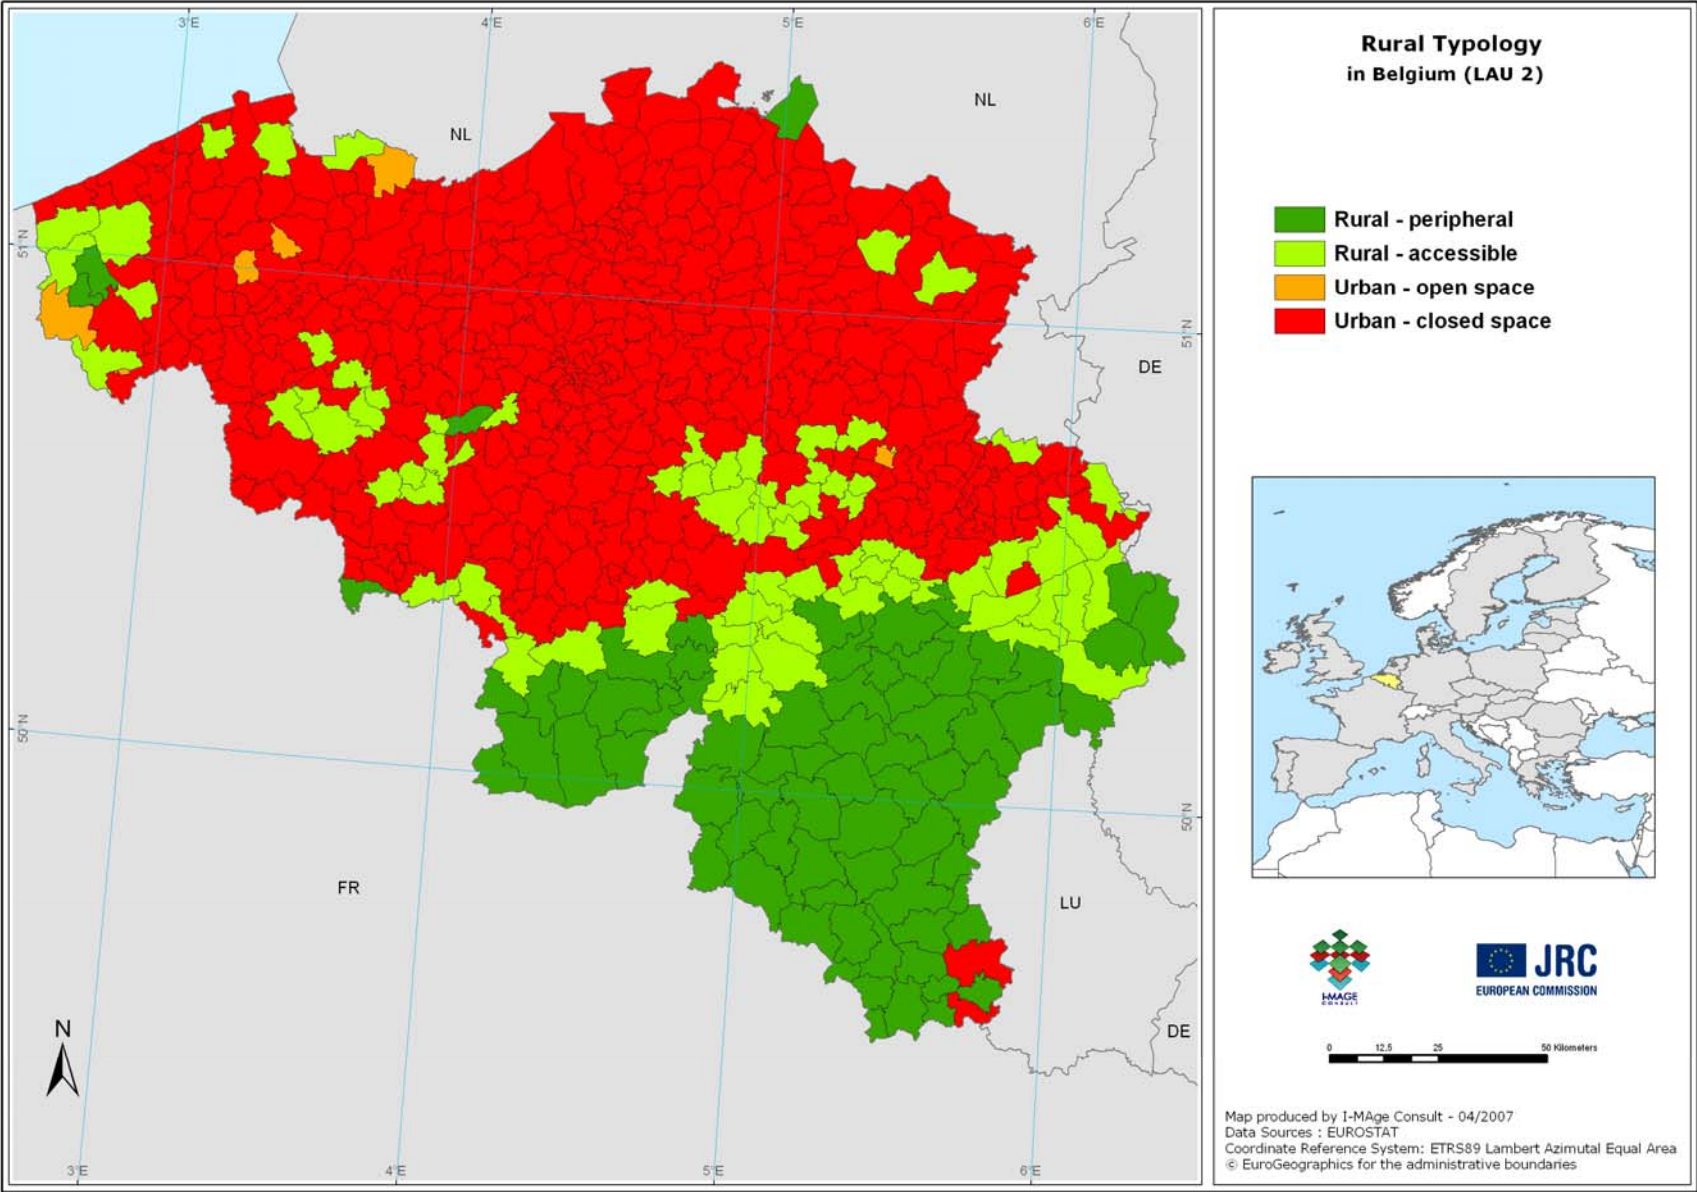 3°E
4°E
5°E
6°E
NL
NL
51°N
51°N
DE
50°N
50°N
FR
LU
DE
N
3°E
4°E
5°E
6°E
Rural Typology
in Belgium (LAU 2)
Rural - peripheral
Rural - accessible
Urban - open space
Urban - closed space
I-MAGE
CONSULT
JRC
EUROPEAN COMMISSION
0 12,5 25 50 Kilometers
Map produced by I-MAge Consult - 04/2007
Data Sources : EUROSTAT
Coordinate Reference System: ETRS89 Lambert Azimutal Equal Area
© EuroGeographics for the administrative boundaries